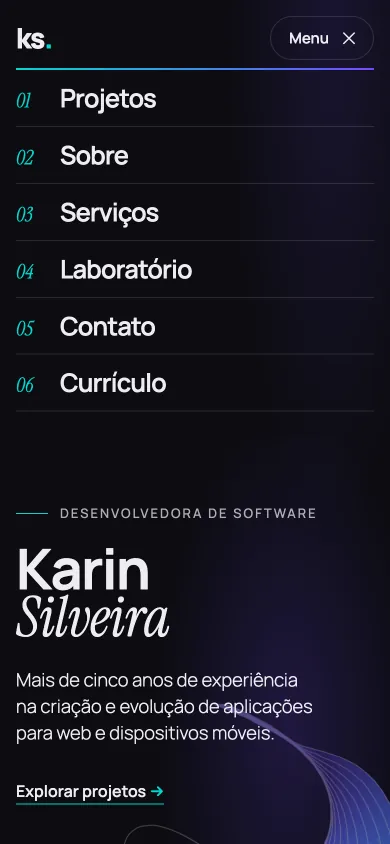 ks.
Menu
01 Projetos
02 Sobre
03 Serviços
04 Laboratório
05 Contato
06 Currículo
DESENVOLVEDORA DE SOFTWARE
Karin
Silveira
Mais de cinco anos de experiência
na criação e evolução de aplicações
para web e dispositivos móveis.
Explorar projetos →